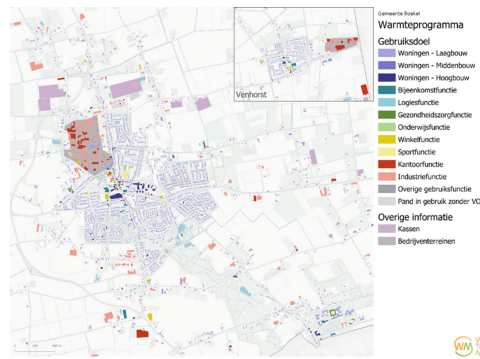 Gemeente Boekel
Warmteprogramma
Gebruiksdoel
Woningen - Laagbouw
Woningen - Middenbouw
Woningen - Hoogbouw
Bijeenkomstfunctie
Logiesfunctie
Gezondheidszorgfunctie
Onderwijsfunctie
Winkelfunctie
Sportfunctie
Kantoorfunctie
Industriefunctie
Overige gebruiksfunctie
Pand in gebruik zonder VO
Overige informatie
Kassen
Bedrijventerreinen
Venhorst
WM